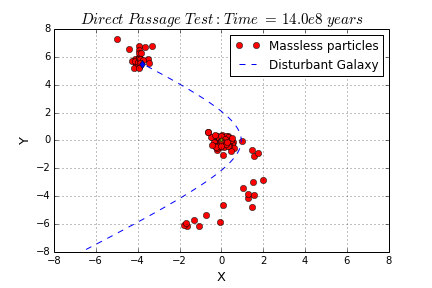 Direct Passage Test: Time = 14.0e8 years
Massless particles
Disturbant Galaxy
8
6
4
2
0
−2
−4
−6
−8
Y
−8 −6 −4 −2 0 2 4 6 8
X